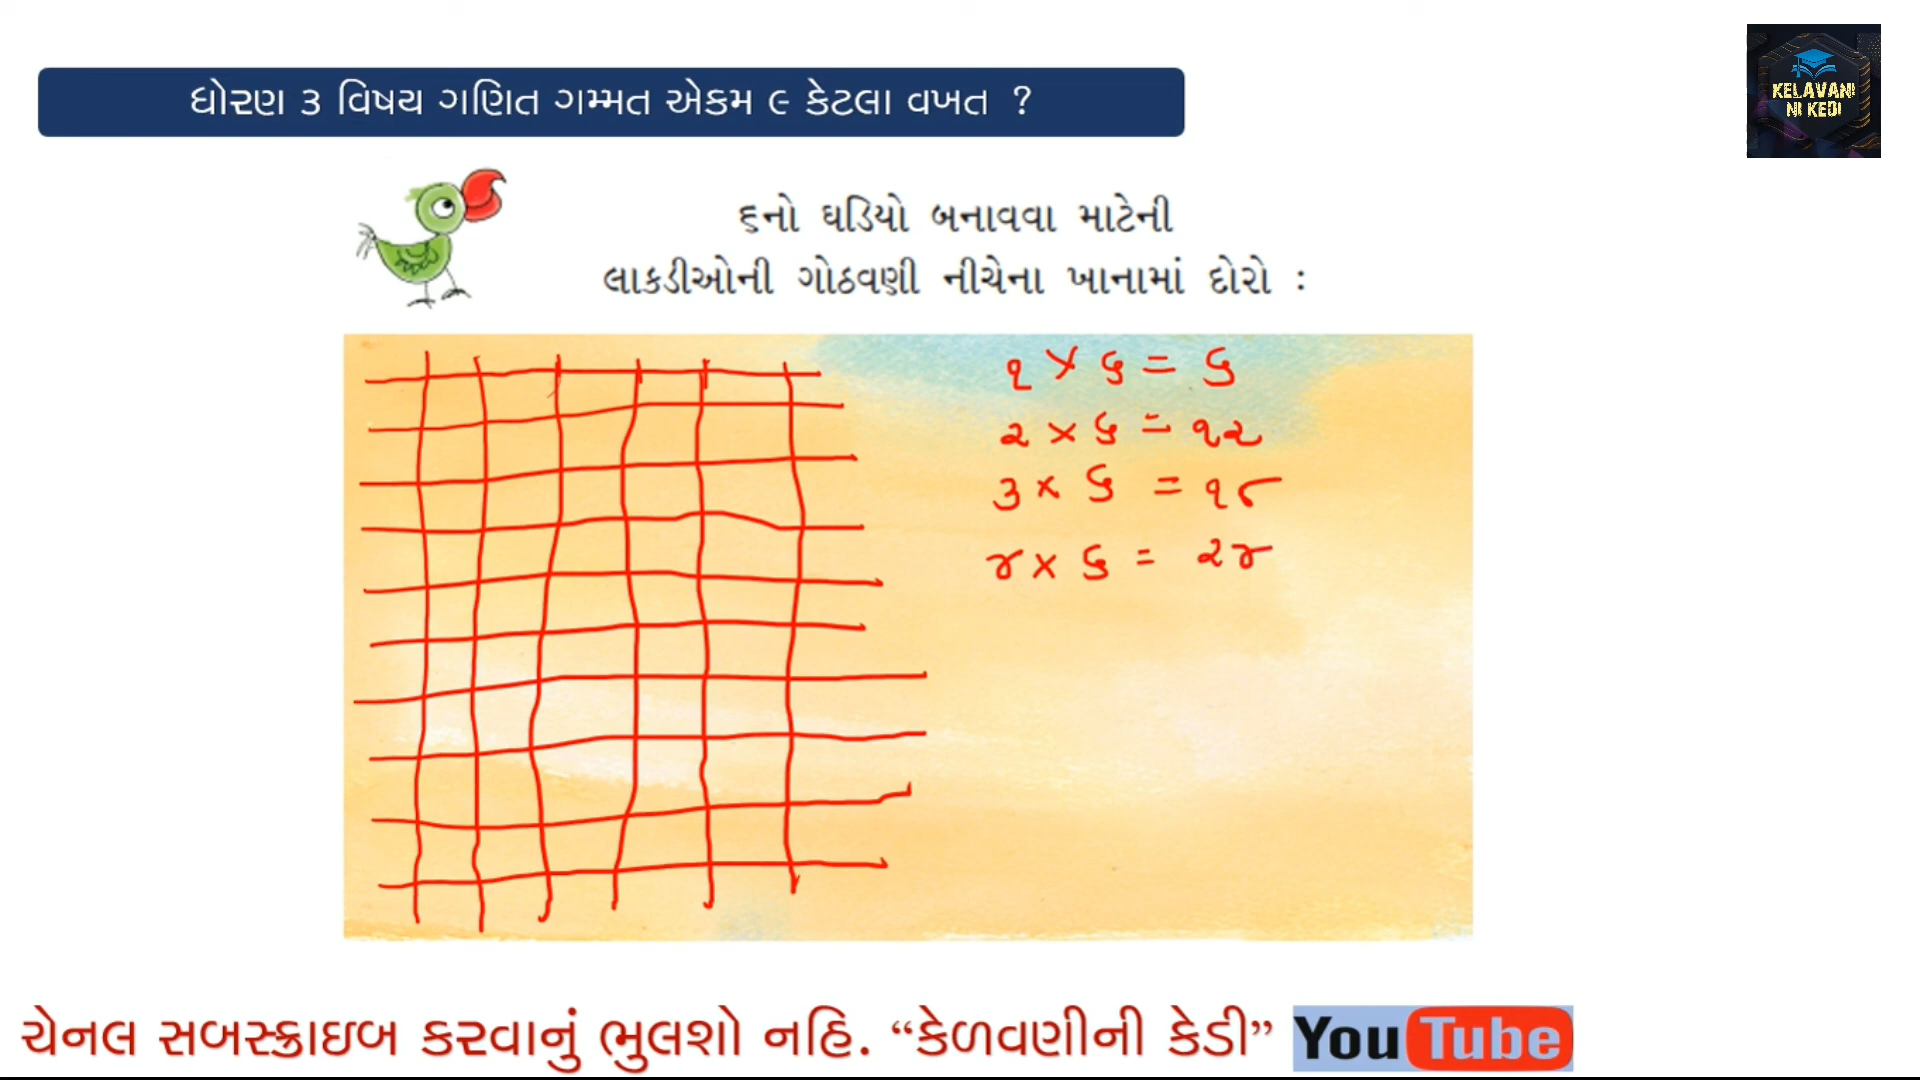 ધોરણ ૩ વિષય ગણિત ગમ્મત એકમ ૯ કેટલા વખત ?
KELAVANI
NI KEDI
૬નો ઘડિયો બનાવવા માટેની
લાકડીઓની ગોઠવણી નીચેના ખાનામાં દોરો :
૧ × ૬ = ૬
૨ × ૬ = ૧૨
૩ × ૬ = ૧૮
૪ × ૬ = ૨૪
ચેનલ સબસ્ક્રાઇબ કરવાનું ભુલશો નહિ. “કેળવણીની કેડી” YouTube